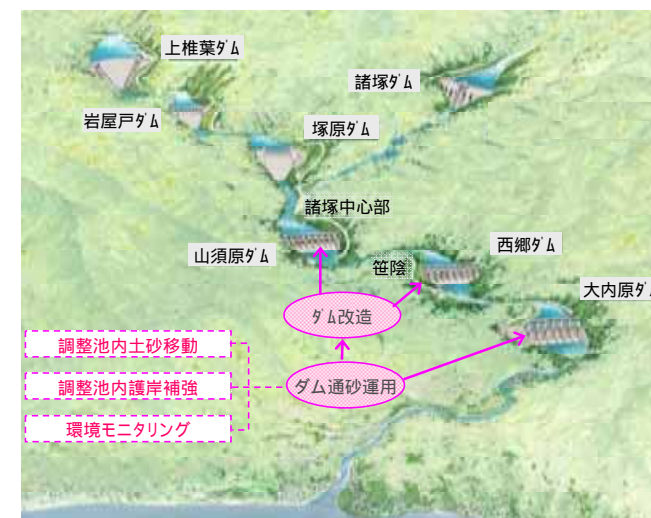 上椎葉ダム
諸塚ダム
岩屋戸ダム
塚原ダム
諸塚中心部
山須原ダム
西郷ダム
笹陰
大内原ダ
ダム改造
調整池内土砂移動
調整池内護岸補強
ダム通砂運用
環境モニタリング